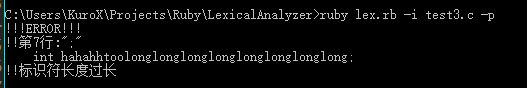 C:\Users\KuroX\Projects\Ruby\LexicalAnalyzer>ruby lex.rb -i test3.c -p
!!!ERROR!!!
!!第7行:";"
int hahahhtoolonglonglonglonglonglonglonglong;
!!标识符长度过长